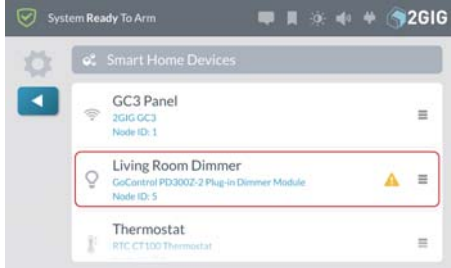 System Ready To Arm
2GIG
Smart Home Devices
GC3 Panel
2GIG GC3
Node ID: 1
Living Room Dimmer
GoControl PD300Z-2 Plug-in Dimmer Module
Node ID: 5
Thermostat
RTC CT100 Thermostat